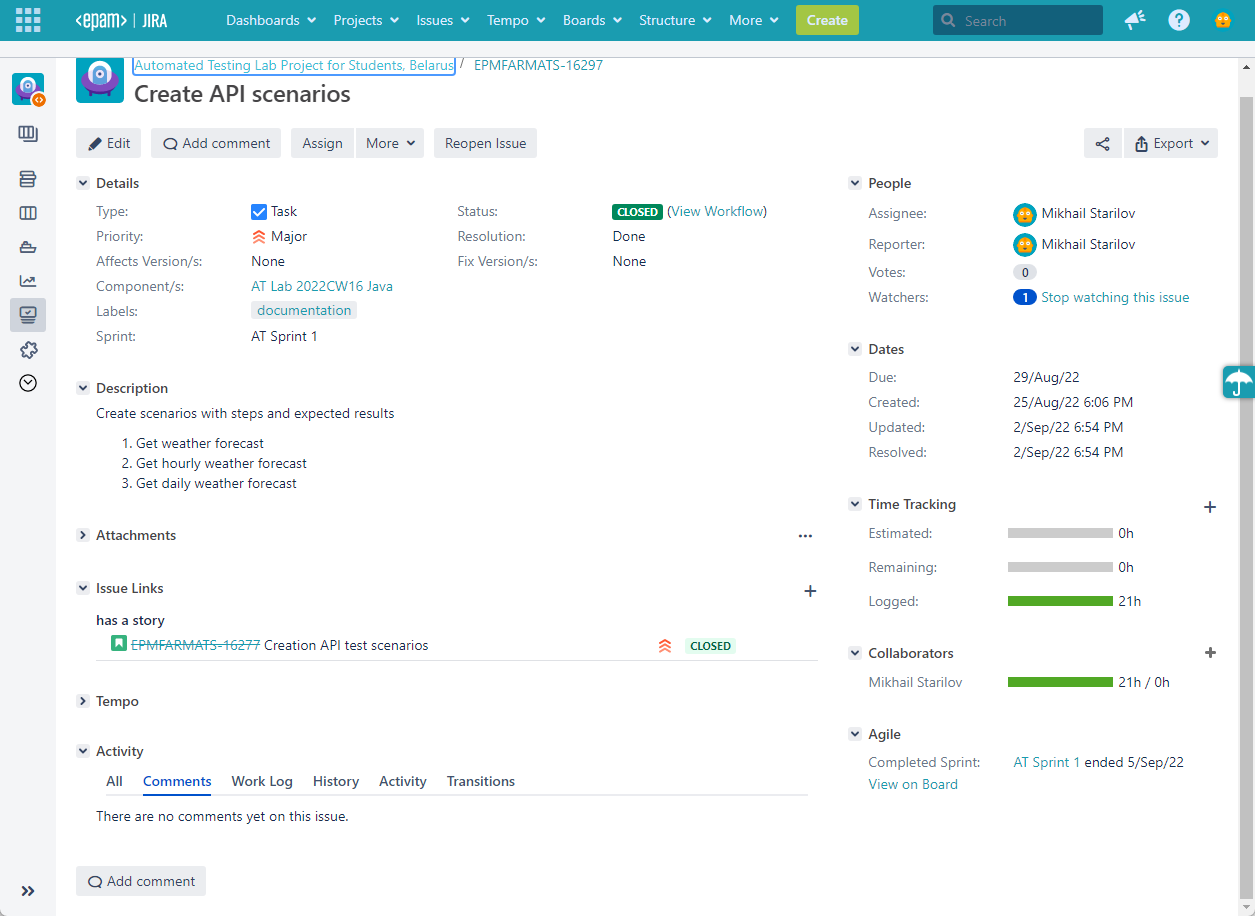 <epam> | JIRA Dashboards Projects Issues Tempo Boards Structure More Create Search
Automated Testing Lab Project for Students, Belarus / EPMFARMATS-16297
Create API scenarios
Edit Add comment Assign More Reopen Issue Export
Details
Type: Task Status: CLOSED (View Workflow)
Priority: Major Resolution: Done
Affects Version/s: None Fix Version/s: None
Component/s: AT Lab 2022CW16 Java
Labels: documentation
Sprint: AT Sprint 1
Description
Create scenarios with steps and expected results
1. Get weather forecast
2. Get hourly weather forecast
3. Get daily weather forecast
Attachments
Issue Links
has a story
EPMFARMATS-16277 Creation API test scenarios CLOSED
Tempo
Activity
All Comments Work Log History Activity Transitions
There are no comments yet on this issue.
Add comment
People
Assignee: Mikhail Starilov
Reporter: Mikhail Starilov
Votes: 0
Watchers: 1 Stop watching this issue
Dates
Due: 29/Aug/22
Created: 25/Aug/22 6:06 PM
Updated: 2/Sep/22 6:54 PM
Resolved: 2/Sep/22 6:54 PM
Time Tracking
Estimated: 0h
Remaining: 0h
Logged: 21h
Collaborators
Mikhail Starilov 21h / 0h
Agile
Completed Sprint: AT Sprint 1 ended 5/Sep/22
View on Board